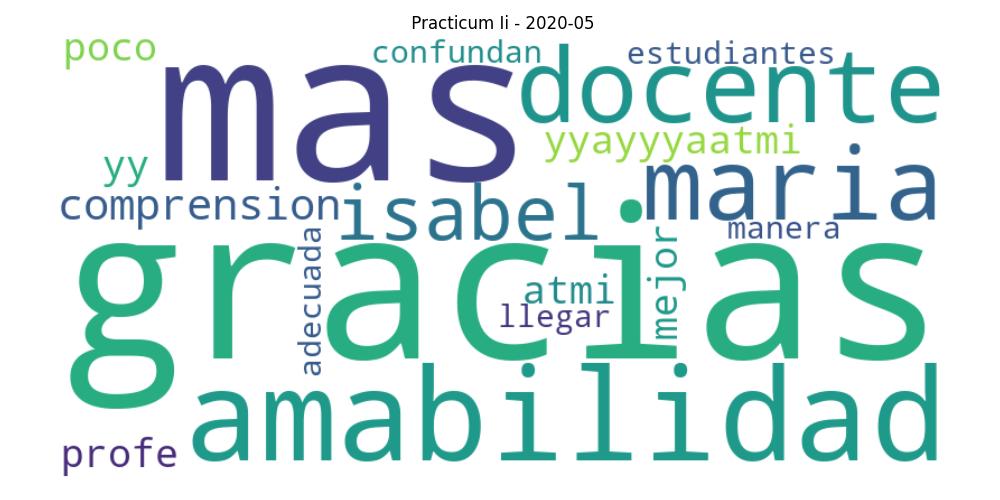 Practicum Ii - 2020-05
poco
confundan
estudiantes
mas
docente
yyayyyaatmi
yy
maria
comprension
isabel
manera
gracias
adecuada
mejor
atmi
llegar
amabilidad
profe